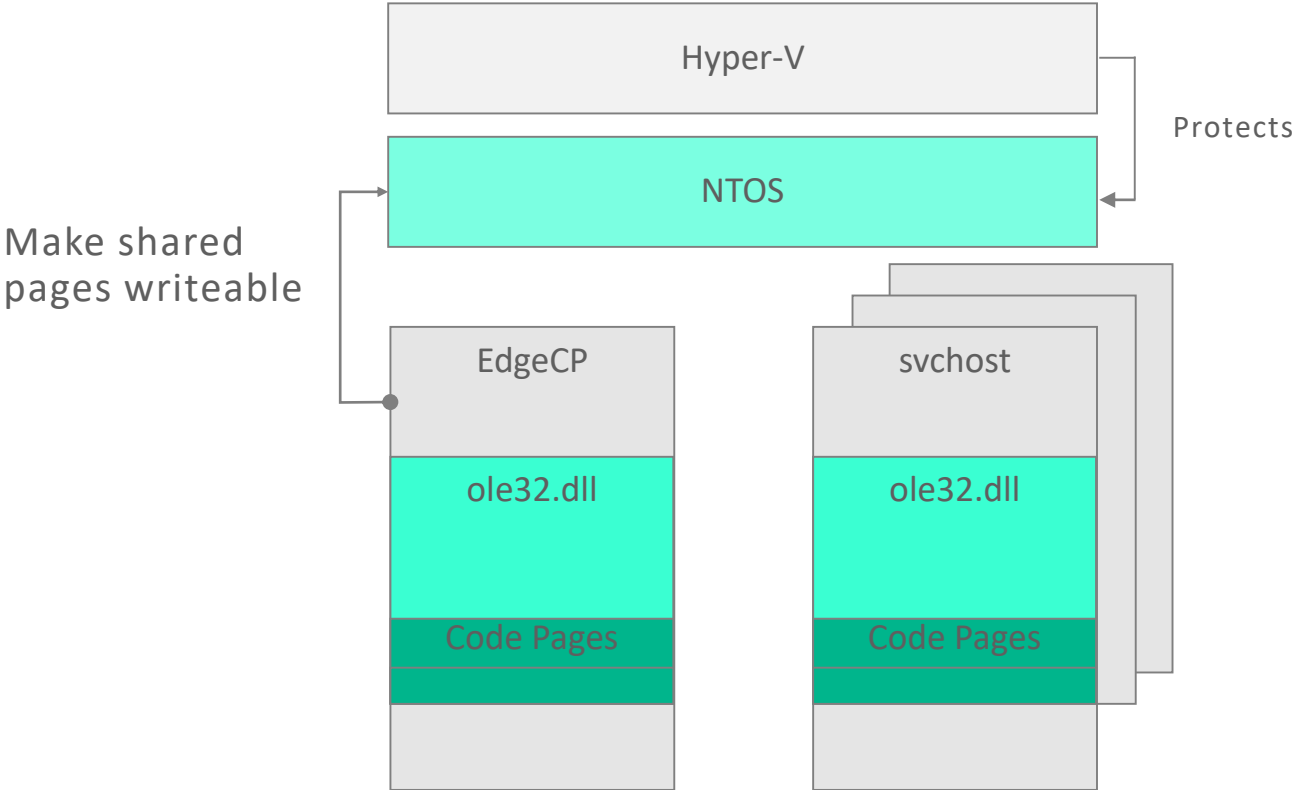 Hyper-V
Protects
NTOS
Make shared
pages writeable
EdgeCP
svchost
ole32.dll
ole32.dll
Code Pages
Code Pages